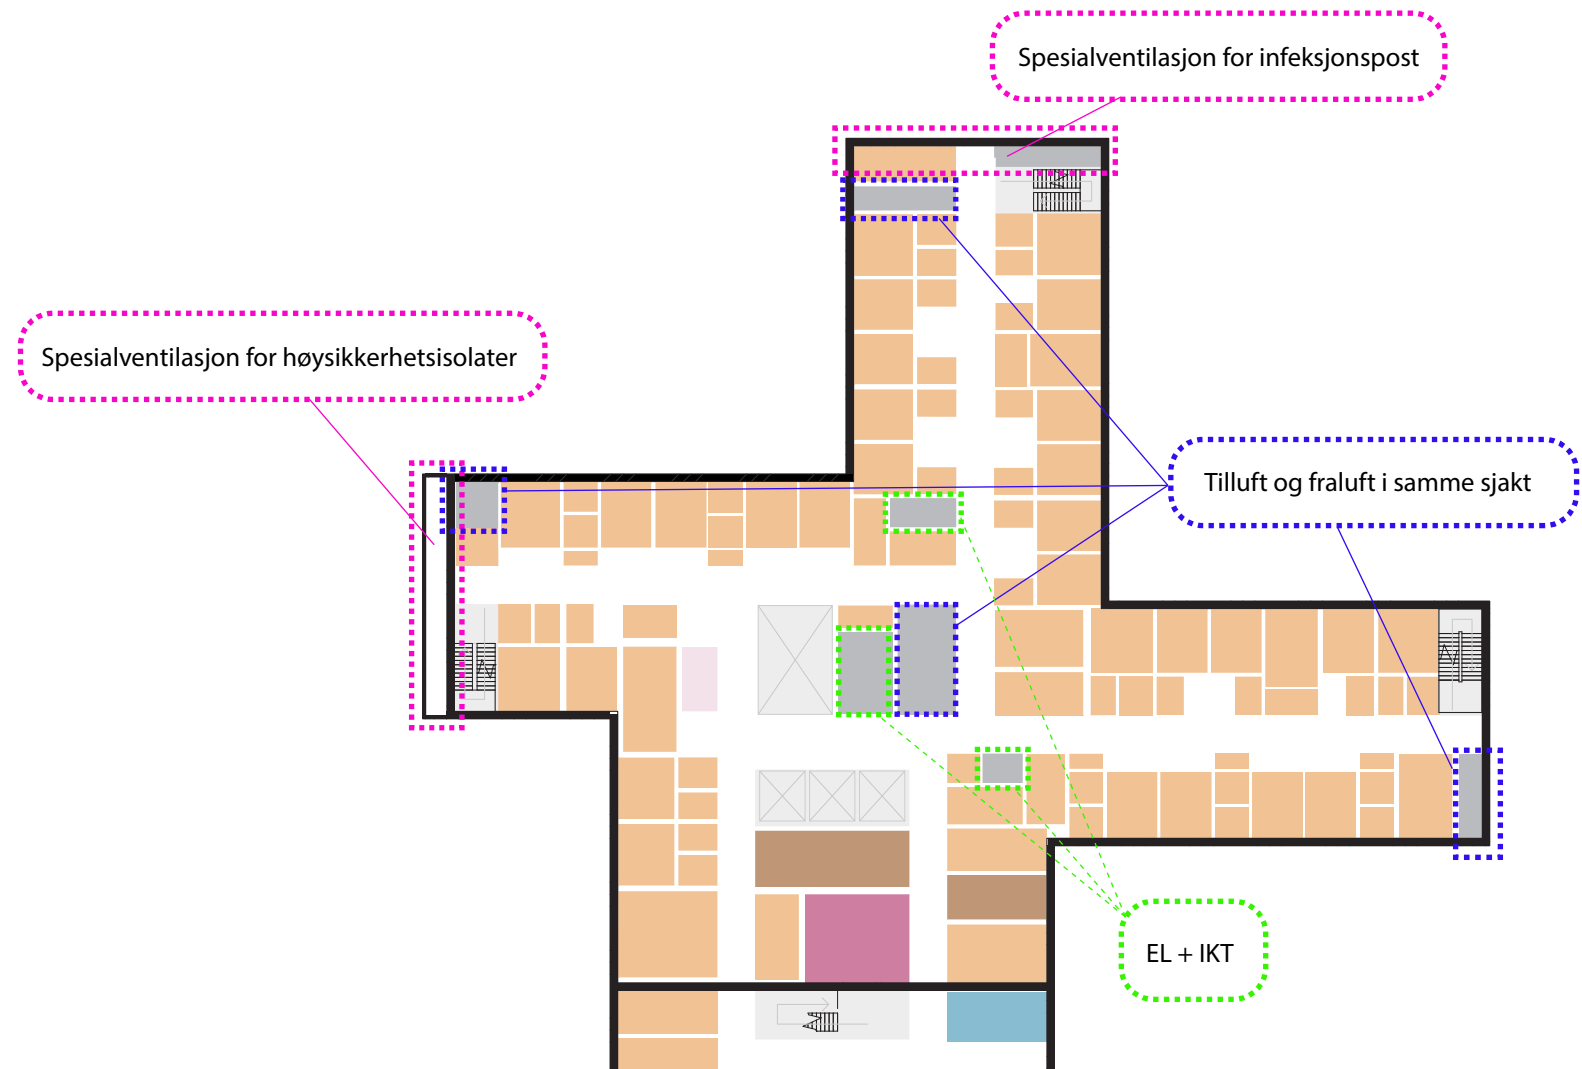 Spesialventilasjon for infeksjonspost
Spesialventilasjon for høysikkerhetsisolater
Tilluft og fraluft i samme sjakt
EL + IKT